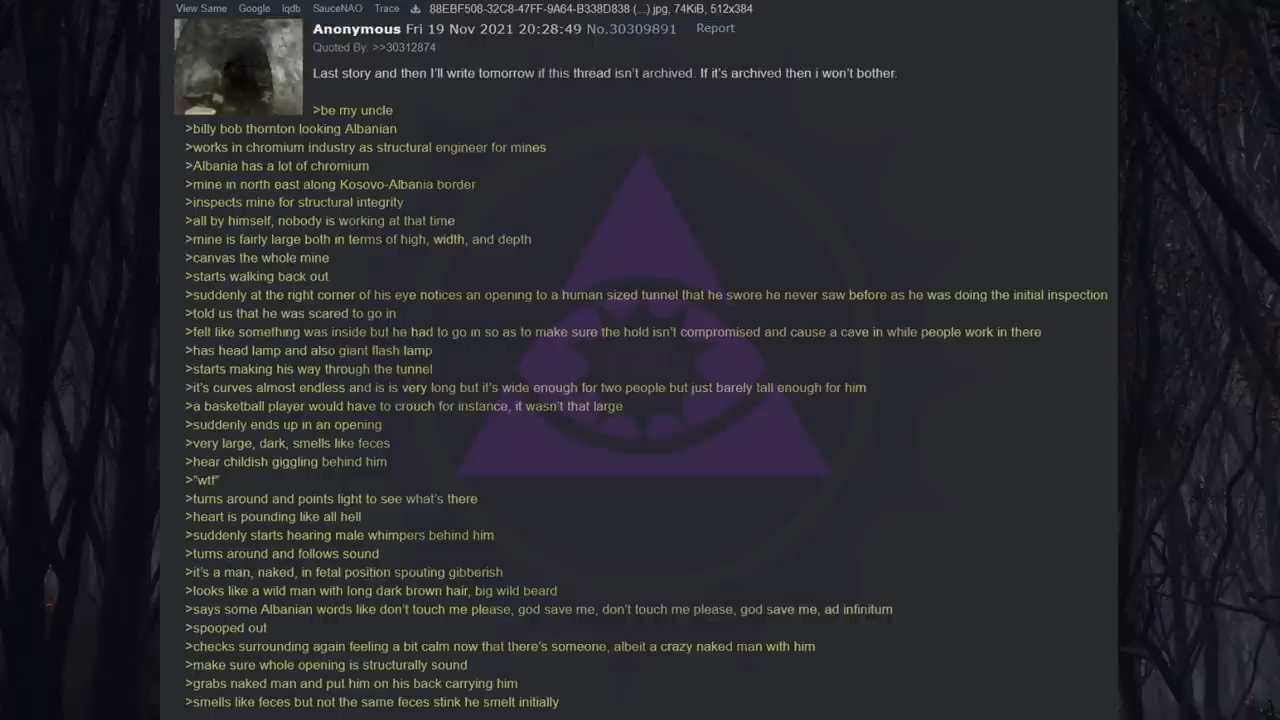 View Same Google iqdb SauceNAO Trace 88EBF508-32C8-47FF-9A64-B338D838 (...).jpg, 74KiB, 512x384
Anonymous Fri 19 Nov 2021 20:28:49 No.30309891 Report
Quoted By: >>30312874
Last story and then I'll write tomorrow if this thread isn't archived. If it's archived then i won't bother.
>be my uncle
>billy bob thornton looking Albanian
>works in chromium industry as structural engineer for mines
>Albania has a lot of chromium
>mine in north east along Kosovo-Albania border
>inspects mine for structural integrity
>all by himself, nobody is working at that time
>mine is fairly large both in terms of high, width, and depth
>canvas the whole mine
>starts walking back out
>suddenly at the right corner of his eye notices an opening to a human sized tunnel that he swore he never saw before as he was doing the initial inspection
>told us that he was scared to go in
>fell like something was inside but he had to go in so as to make sure the hold isn't compromised and cause a cave in while people work in there
>has head lamp and also giant flash lamp
>starts making his way through the tunnel
>it's curves almost endless and is is very long but it's wide enough for two people but just barely tall enough for him
>a basketball player would have to crouch for instance, it wasn't that large
>suddenly ends up in an opening
>very large, dark, smells like feces
>hear childish giggling behind him
>"wtf"
>turns around and points light to see what's there
>heart is pounding like all hell
>suddenly starts hearing male whimpers behind him
>turns around and follows sound
>it's a man, naked, in fetal position spouting gibberish
>looks like a wild man with long dark brown hair, big wild beard
>says some Albanian words like don't touch me please, god save me, don't touch me please, god save me, ad infinitum
>spooped out
>checks surrounding again feeling a bit calm now that there's someone, albeit a crazy naked man with him
>make sure whole opening is structurally sound
>grabs naked man and put him on his back carrying him
>smells like feces but not the same feces stink he smelt initially